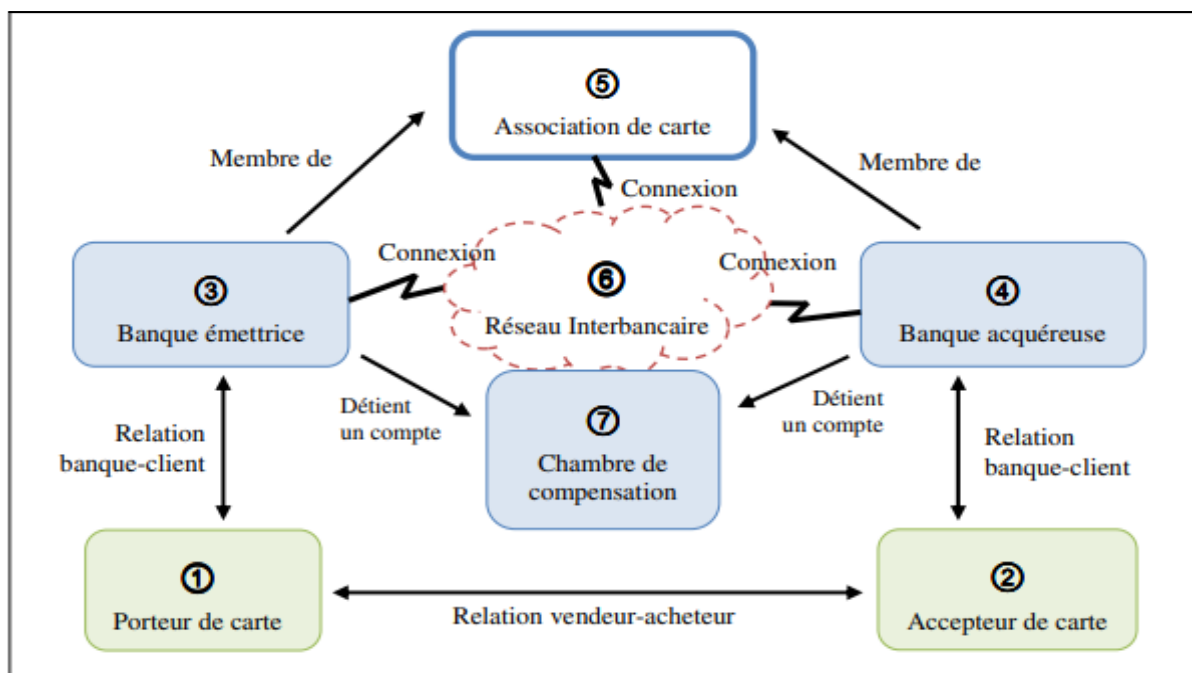 ⑤
Association de carte
Membre de
Membre de
Connexion
Connexion
Connexion
③
Banque émettrice
⑥
Réseau Interbancaire
④
Banque acquéreuse
Détient
un compte
Détient
un compte
⑦
Chambre de
compensation
Relation
banque-client
Relation
banque-client
①
Porteur de carte
Relation vendeur-acheteur
②
Accepteur de carte